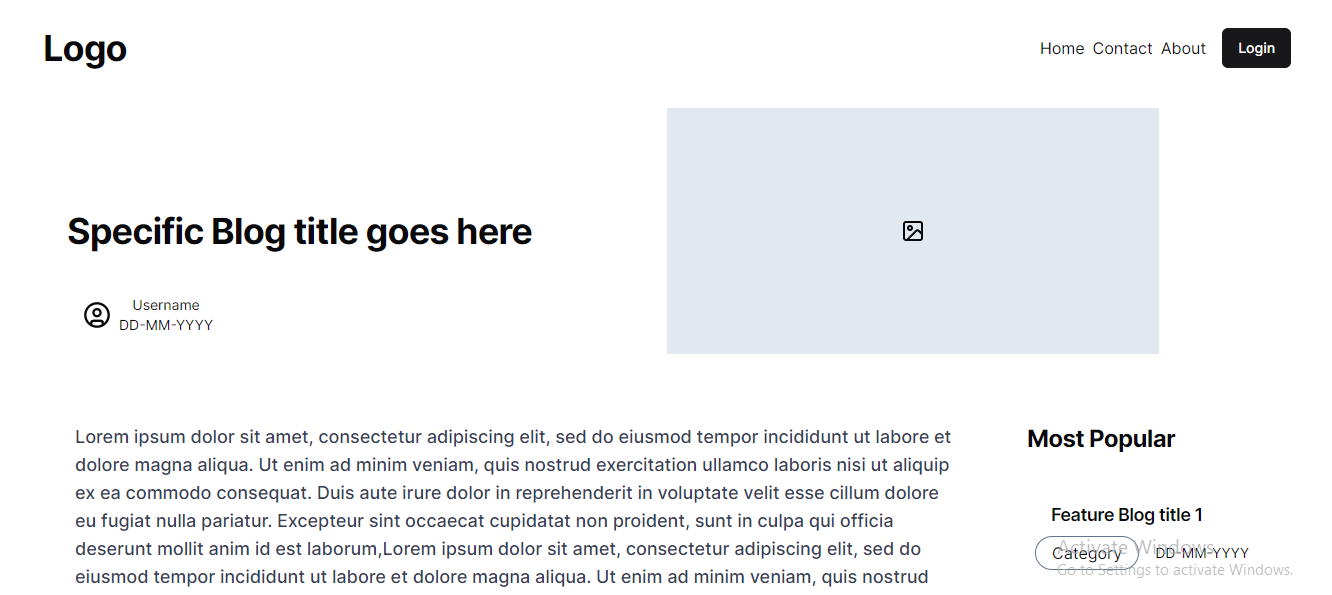 Logo
Home Contact About Login
Specific Blog title goes here
Username
DD-MM-YYYY
Lorem ipsum dolor sit amet, consectetur adipiscing elit, sed do eiusmod tempor incididunt ut labore et
dolore magna aliqua. Ut enim ad minim veniam, quis nostrud exercitation ullamco laboris nisi ut aliquip
ex ea commodo consequat. Duis aute irure dolor in reprehenderit in voluptate velit esse cillum dolore
eu fugiat nulla pariatur. Excepteur sint occaecat cupidatat non proident, sunt in culpa qui officia
deserunt mollit anim id est laborum,Lorem ipsum dolor sit amet, consectetur adipiscing elit, sed do
eiusmod tempor incididunt ut labore et dolore magna aliqua. Ut enim ad minim veniam, quis nostrud
Most Popular
Feature Blog title 1
Category DD-MM-YYYY
Activate Windows
Go to Settings to activate Windows.